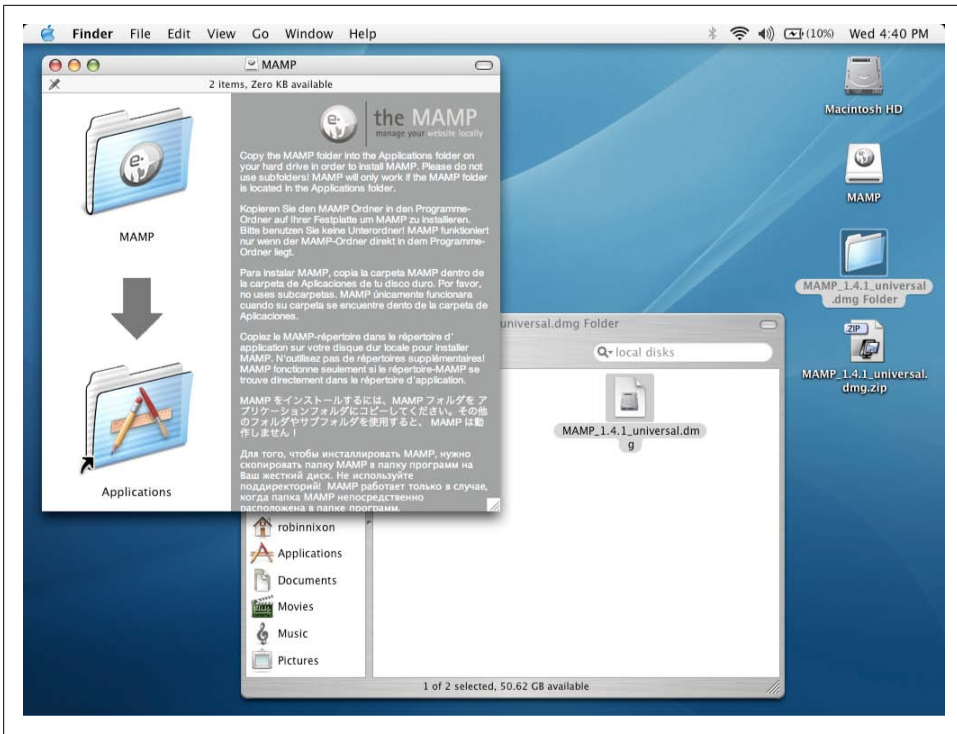 Finder File Edit View Go Window Help (10%) Wed 4:40 PM
MAMP
2 items, Zero KB available
the MAMP
manage your website locally
Copy the MAMP folder into the Applications folder on
your hard drive in order to install MAMP. Please do not
use subfolders! MAMP will only work if the MAMP folder
is located in the Applications folder.
Kopieren Sie den MAMP Ordner in den Programme-
Ordner auf Ihrer Festplatte um MAMP zu installieren.
Bitte benutzen Sie keine Unterordner! MAMP funktioniert
nur wenn der MAMP-Ordner direkt in dem Programme-
Ordner liegt.
Para instalar MAMP, copia la carpeta MAMP dentro de
la carpeta de Aplicaciones de tu disco duro. Por favor,
no uses subcarpetas. MAMP únicamente funcionara
cuando su carpeta se encuentre dento de la carpeta de
Aplicaciones.
Copiez le MAMP-répertoire dans le répertoire d'
application sur votre disque dur locale pour installer
MAMP. N'outilisez pas de répertoires supplémentaires!
MAMP fonctionne seulement si le répertoire-MAMP se
trouve directement dans le répertoire d'application.
MAMP をインストールするには、MAMP フォルダを ア
プリケーションフォルダにコピーしてください。その他
のフォルダやサブフォルダを使用すると、 MAMP は動
作しません！
Для того, чтобы инсталлировать MAMP, нужно
скопировать папку MAMP в папку программ на
Ваш жесткий диск. Не используйте
поддиректорий! MAMP работает только в случае,
когда папка MAMP непосредственно
расположена в папке программ.
MAMP
Applications
universal.dmg Folder
local disks
MAMP_1.4.1_universal.dm
g
robinnixon
Applications
Documents
Movies
Music
Pictures
1 of 2 selected, 50.62 GB available
Macintosh HD
MAMP
MAMP_1.4.1_universal
.dmg Folder
ZIP
MAMP_1.4.1_universal.
dmg.zip